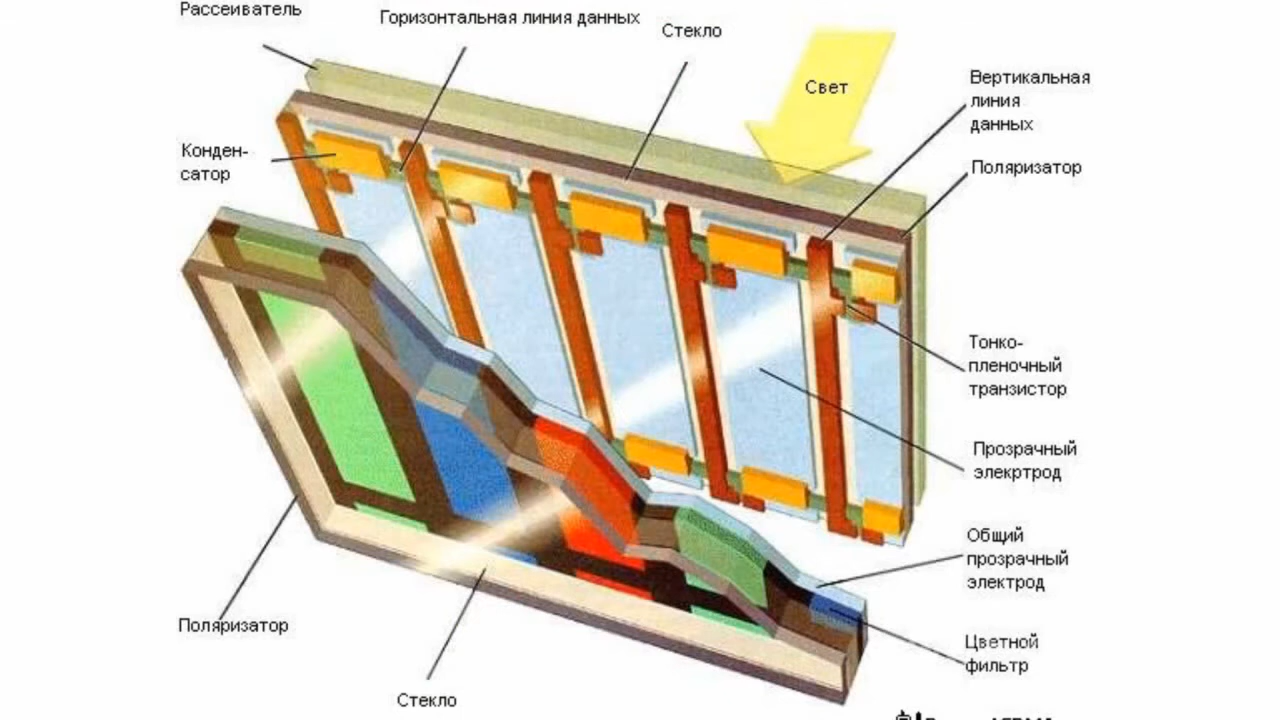 Рассеиватель
Горизонтальная линия данных
Стекло
Свет
Вертикальная
линия
данных
Конден-
сатор
Поляризатор
Тонко-
пленочный
транзистор
Прозрачный
элекртрод
Общий
прозрачный
электрод
Поляризатор
Цветной
фильтр
Стекло